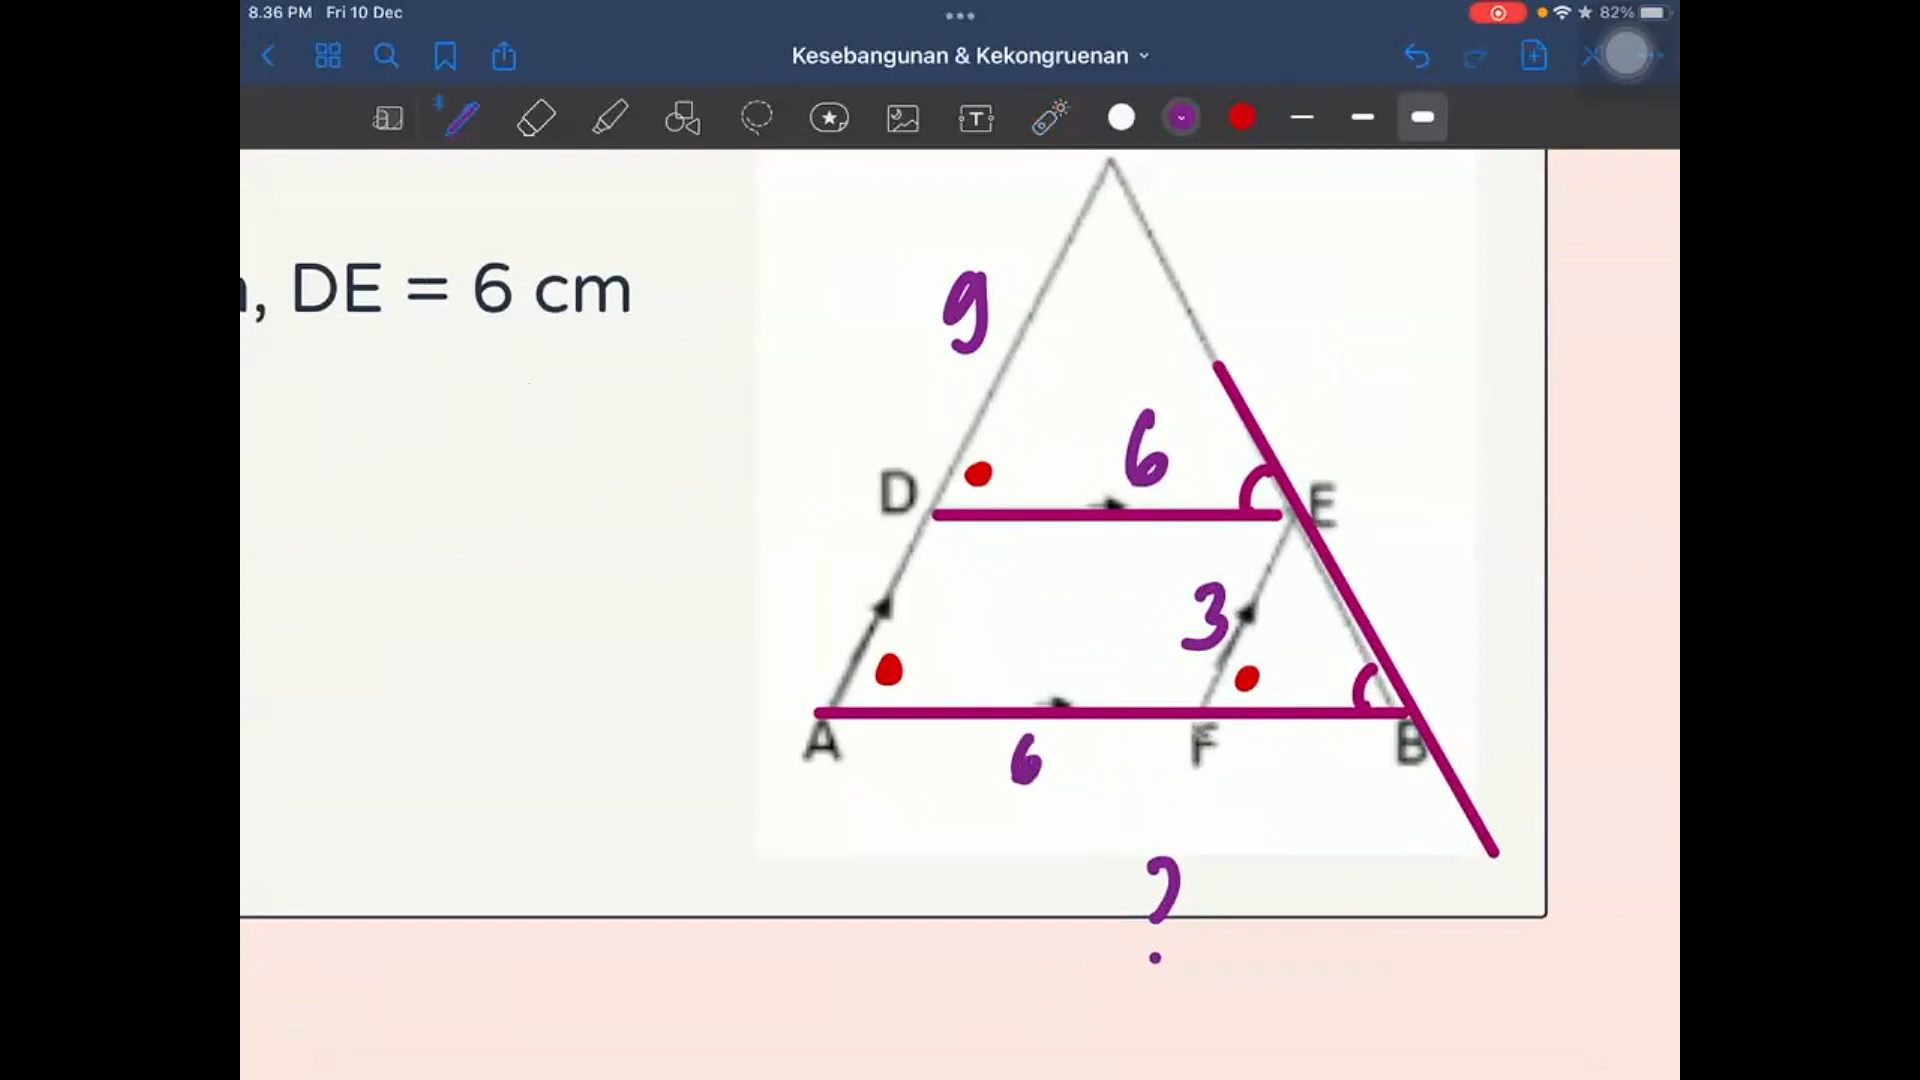 8.36 PM Fri 10 Dec
82%
Kesebangunan & Kekongruenan
T
, DE = 6 cm
9
6
D
E
3
A
F
B
6
?